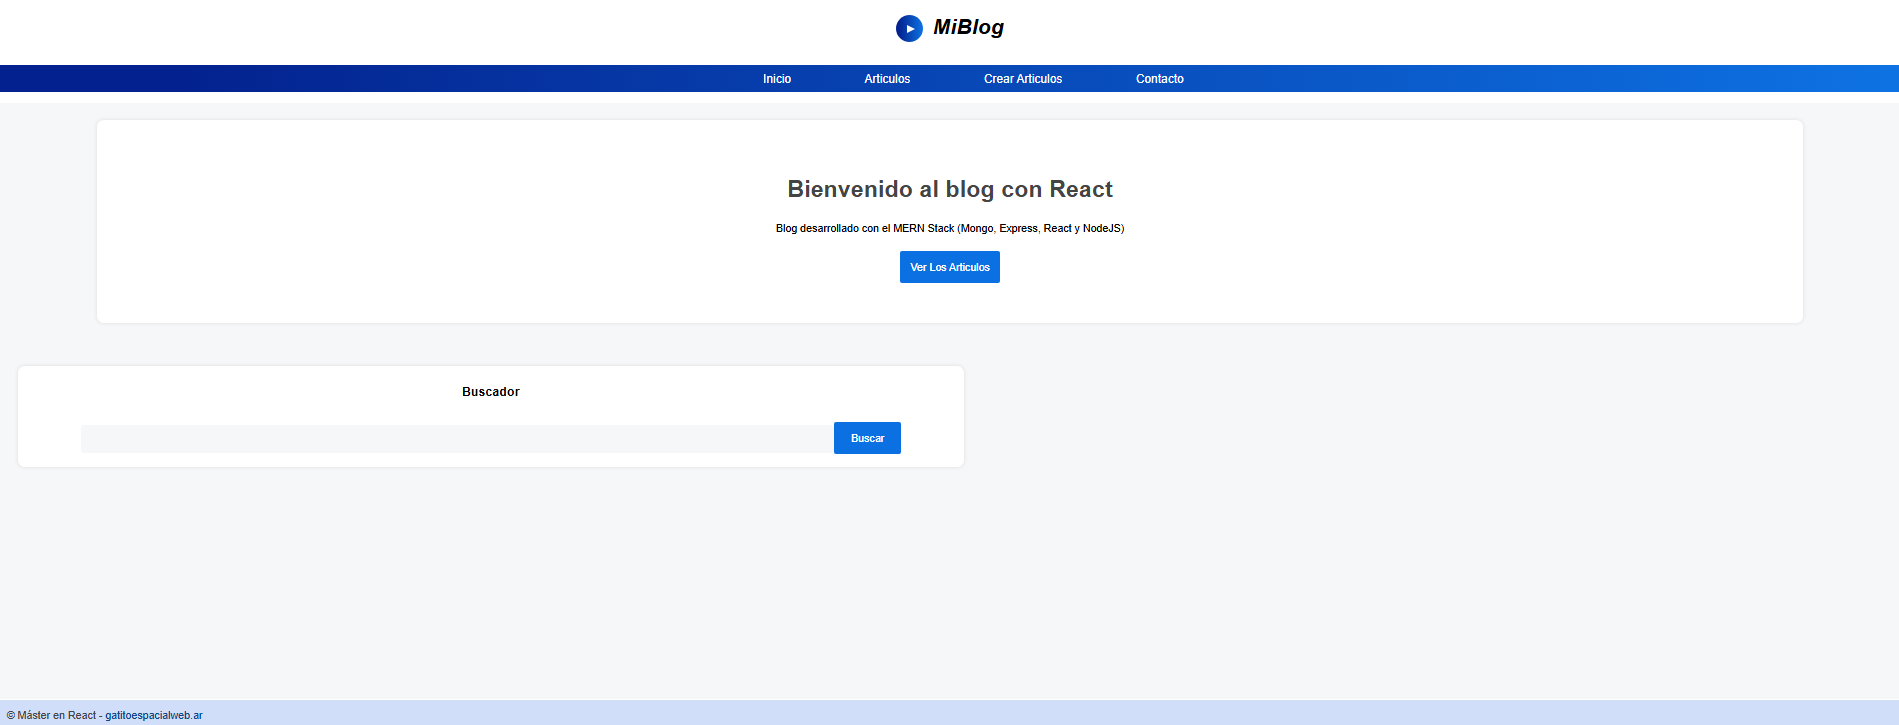 MiBlog
Inicio Articulos Crear Articulos Contacto
Bienvenido al blog con React
Blog desarrollado con el MERN Stack (Mongo, Express, React y NodeJS)
Ver Los Articulos
Buscador
Buscar
© Máster en React - gatitoespacialweb.ar